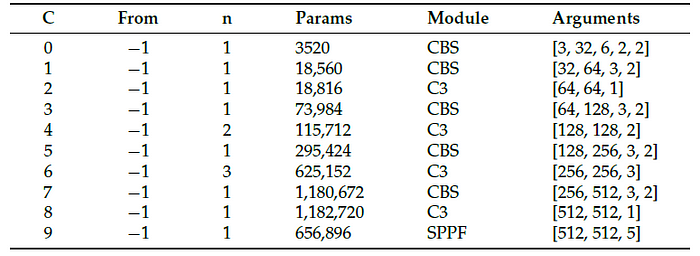 C From n Params Module Arguments
0 −1 1 3520 CBS [3, 32, 6, 2, 2]
1 −1 1 18,560 CBS [32, 64, 3, 2]
2 −1 1 18,816 C3 [64, 64, 1]
3 −1 1 73,984 CBS [64, 128, 3, 2]
4 −1 2 115,712 C3 [128, 128, 2]
5 −1 1 295,424 CBS [128, 256, 3, 2]
6 −1 3 625,152 C3 [256, 256, 3]
7 −1 1 1,180,672 CBS [256, 512, 3, 2]
8 −1 1 1,182,720 C3 [512, 512, 1]
9 −1 1 656,896 SPPF [512, 512, 5]